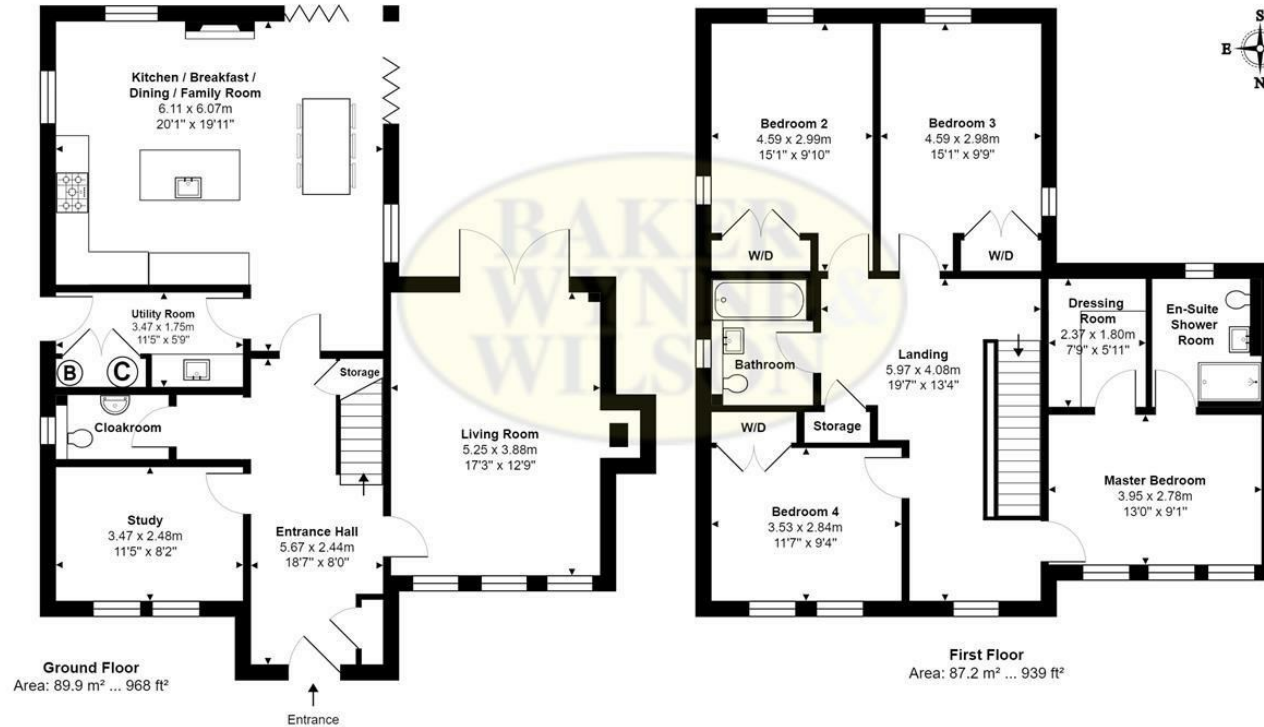 Kitchen / Breakfast /
Dining / Family Room
6.11 x 6.07m
20'1" x 19'11"
Utility Room
3.47 x 1.75m
11'5" x 5'9"
B
C
Cloakroom
Storage
Study
3.47 x 2.48m
11'5" x 8'2"
Entrance Hall
5.67 x 2.44m
18'7" x 8'0"
Living Room
5.25 x 3.88m
17'3" x 12'9"
Ground Floor
Area: 89.9 m² ... 968 ft²
Entrance
BAKER
WYNNE &
WILSON
Bedroom 2
4.59 x 2.99m
15'1" x 9'10"
W/D
Bedroom 3
4.59 x 2.98m
15'1" x 9'9"
W/D
Bathroom
Landing
5.97 x 4.08m
19'7" x 13'4"
Dressing
Room
2.37 x 1.80m
7'9" x 5'11"
En-Suite
Shower
Room
W/D
Storage
Bedroom 4
3.53 x 2.84m
11'7" x 9'4"
Master Bedroom
3.95 x 2.78m
13'0" x 9'1"
First Floor
Area: 87.2 m² ... 939 ft²
S
E
N